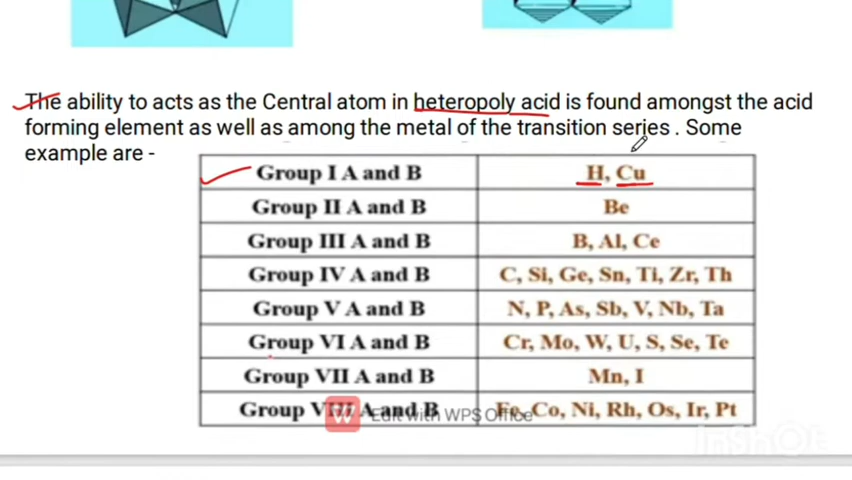 The ability to acts as the Central atom in heteropoly acid is found amongst the acid
forming element as well as among the metal of the transition series . Some
example are -
Group I A and B H, Cu
Group II A and B Be
Group III A and B B, Al, Ce
Group IV A and B C, Si, Ge, Sn, Ti, Zr, Th
Group V A and B N, P, As, Sb, V, Nb, Ta
Group VI A and B Cr, Mo, W, U, S, Se, Te
Group VII A and B Mn, I
Group VIII A and B Fe, Co, Ni, Rh, Os, Ir, Pt
Edit with WPS Office
InShOt